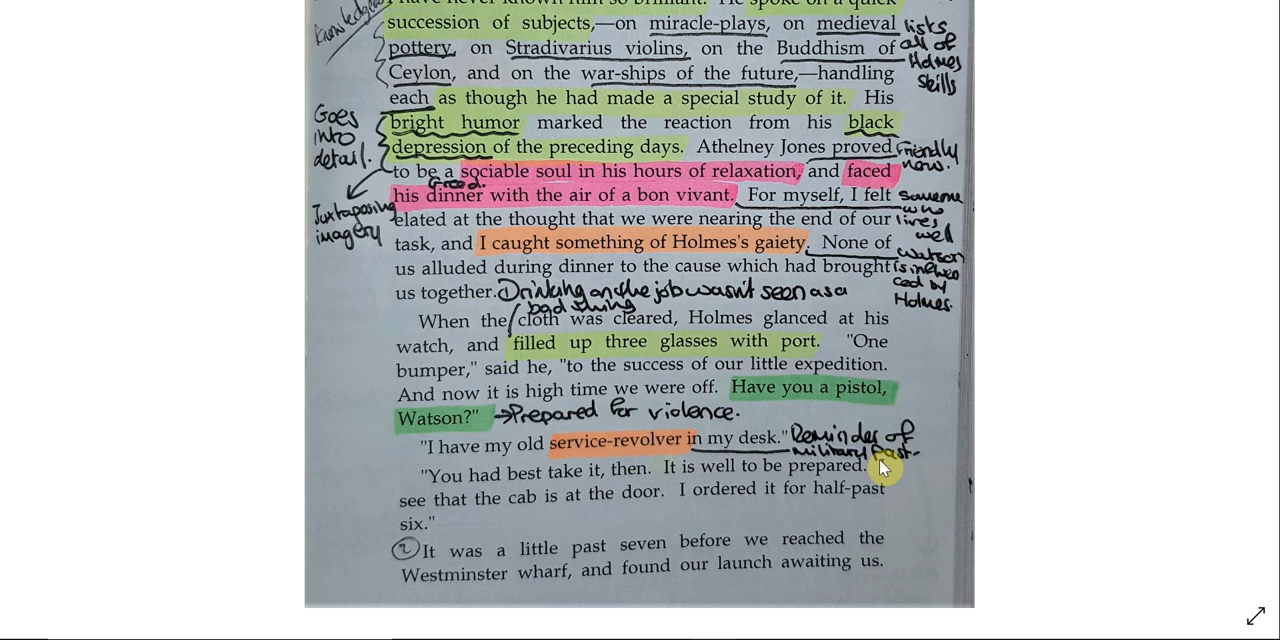 Knowledge
I have never known him so brilliant. He spoke on a quick
succession of subjects,—on miracle-plays, on medieval
pottery, on Stradivarius violins, on the Buddhism of
Ceylon, and on the war-ships of the future,—handling
each as though he had made a special study of it. His
bright humor marked the reaction from his black
depression of the preceding days. Athelney Jones proved
to be a sociable soul in his hours of relaxation, and faced
his dinner with the air of a bon vivant. For myself, I felt
elated at the thought that we were nearing the end of our
task, and I caught something of Holmes's gaiety. None of
us alluded during dinner to the cause which had brought
us together.
When the cloth was cleared, Holmes glanced at his
watch, and filled up three glasses with port. "One
bumper," said he, "to the success of our little expedition.
And now it is high time we were off. Have you a pistol,
Watson?"
"I have my old service-revolver in my desk."
"You had best take it, then. It is well to be prepared.
see that the cab is at the door. I ordered it for half-past
six."
2 It was a little past seven before we reached the
Westminster wharf, and found our launch awaiting us.
lists
all of
Holmes
skills
Goes
into
detail.
Juxtaposing
imagery
Friendly
now.
someone
who
lives
well
Watson
is
by
Holmes.
Drinking on the job wasn't seen as a
bad thing
→Prepared for violence.
Reminder of
military past.